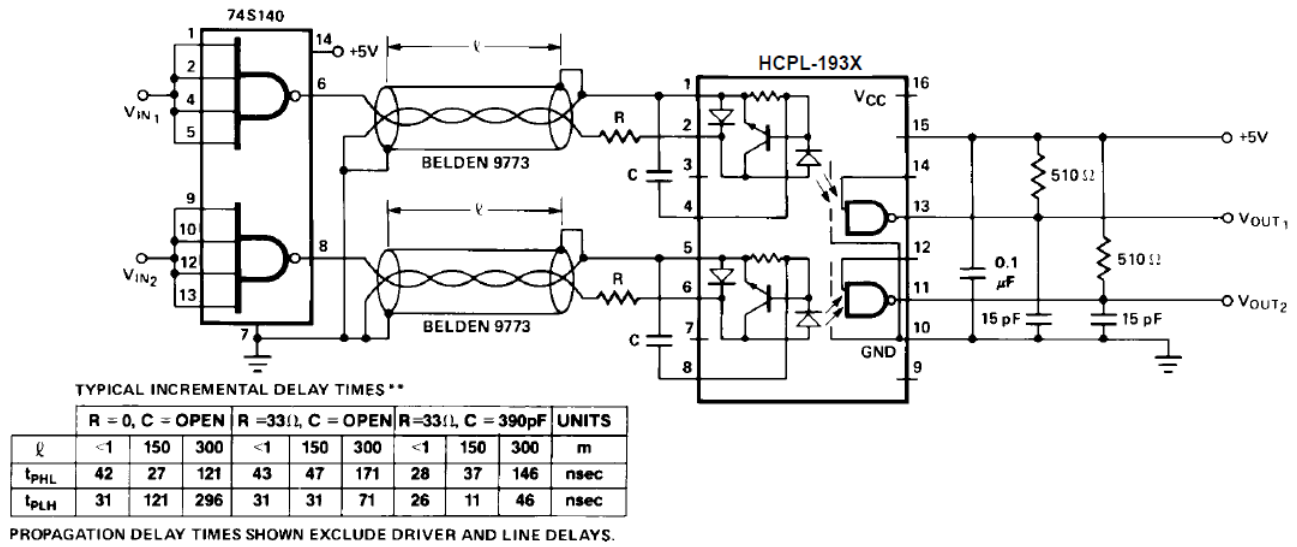 74S140
HCPL-193X
1
2
4
5
14
+5V
6
V_IN1
ℓ
BELDEN 9773
R
C
1
2
3
4
V_CC
16
15
14
13
+5V
510 Ω
V_OUT1
9
10
12
13
8
V_IN2
7
ℓ
BELDEN 9773
R
C
5
6
7
8
12
11
10
GND
9
0.1 μF
15 pF
510 Ω
15 pF
V_OUT2
TYPICAL INCREMENTAL DELAY TIMES**
R = 0, C = OPEN R =33Ω, C = OPEN R=33Ω, C = 390pF UNITS
ℓ <1 150 300 <1 150 300 <1 150 300 m
tPHL 42 27 121 43 47 171 28 37 146 nsec
tPLH 31 121 296 31 31 71 26 11 46 nsec
PROPAGATION DELAY TIMES SHOWN EXCLUDE DRIVER AND LINE DELAYS.